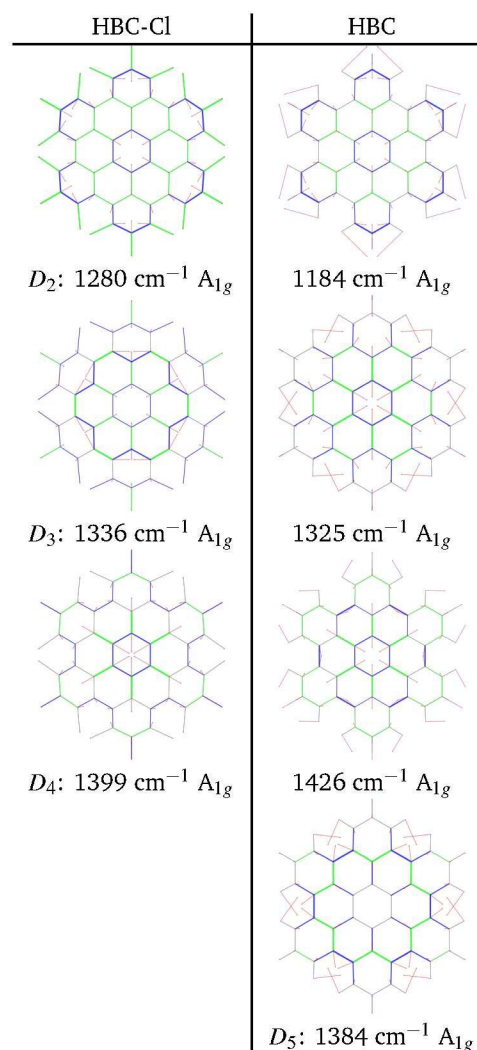 HBC-Cl HBC
D₂: 1280 cm⁻¹ A₁g 1184 cm⁻¹ A₁g
D₃: 1336 cm⁻¹ A₁g 1325 cm⁻¹ A₁g
D₄: 1399 cm⁻¹ A₁g 1426 cm⁻¹ A₁g
D₅: 1384 cm⁻¹ A₁g